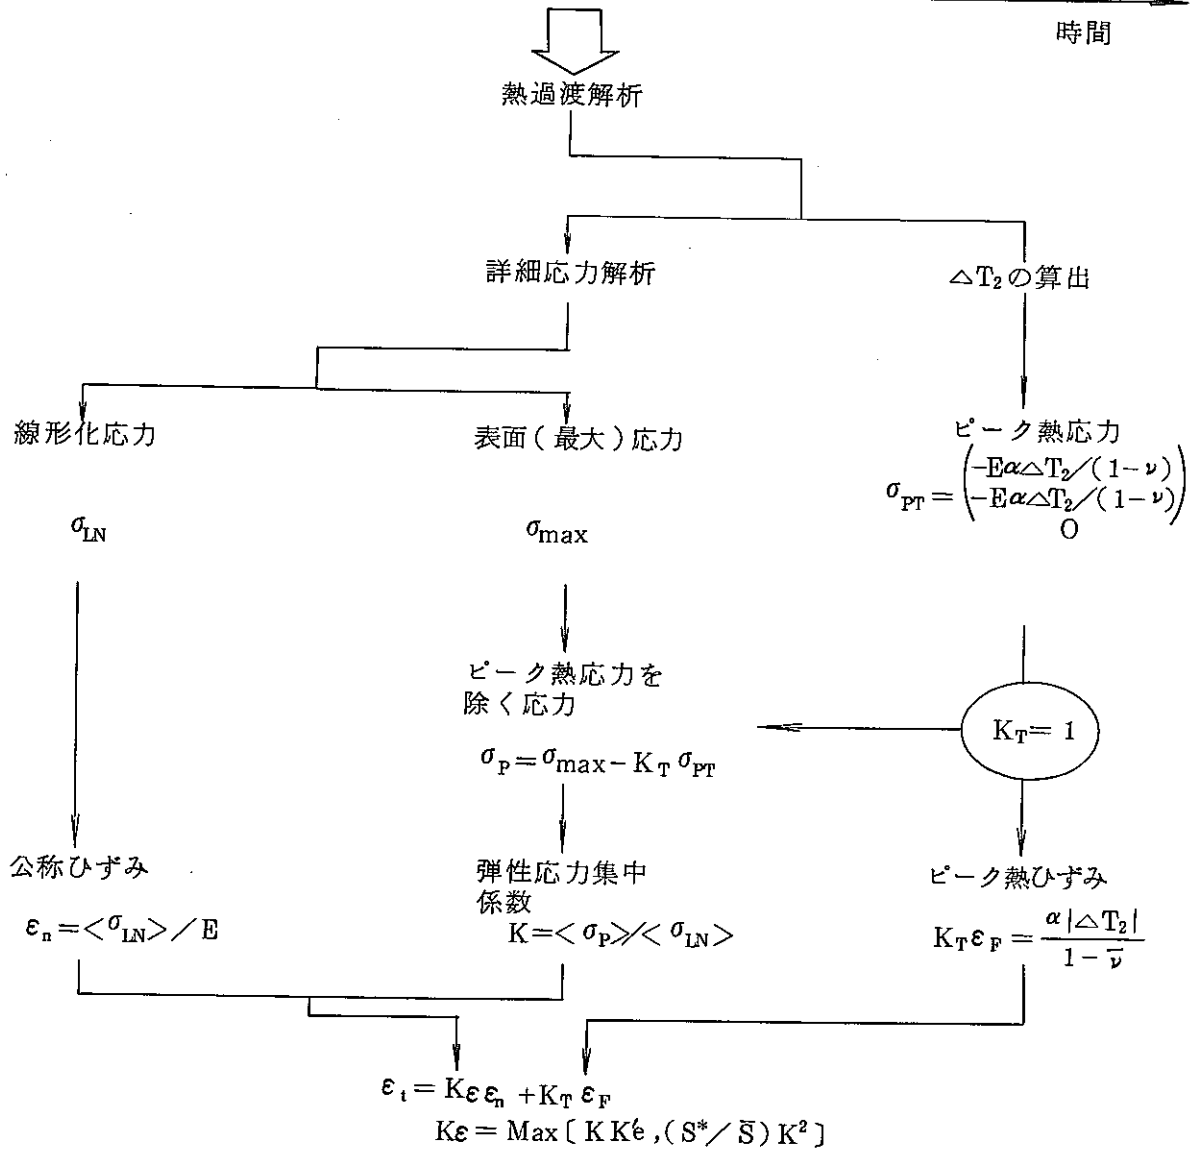 時間
熱過渡解析
詳細応力解析
△T₂の算出
線形化応力
表面(最大)応力
ピーク熱応力
σ_PT = (-Eα△T₂/(1-ν)
-Eα△T₂/(1-ν)
O)
σ_LN
σ_max
ピーク熱応力を
除く応力
K_T = 1
σ_P = σ_max - K_T σ_PT
公称ひずみ
弾性応力集中
係数
ピーク熱ひずみ
ε_n = <σ_LN>/E
K = <σ_P>/<σ_LN>
K_T ε_F = α|△T₂| / (1-ν̄)
ε_t = Kε ε_n + K_T ε_F
Kε = Max〔K Ké, (S*/S̄) K²〕